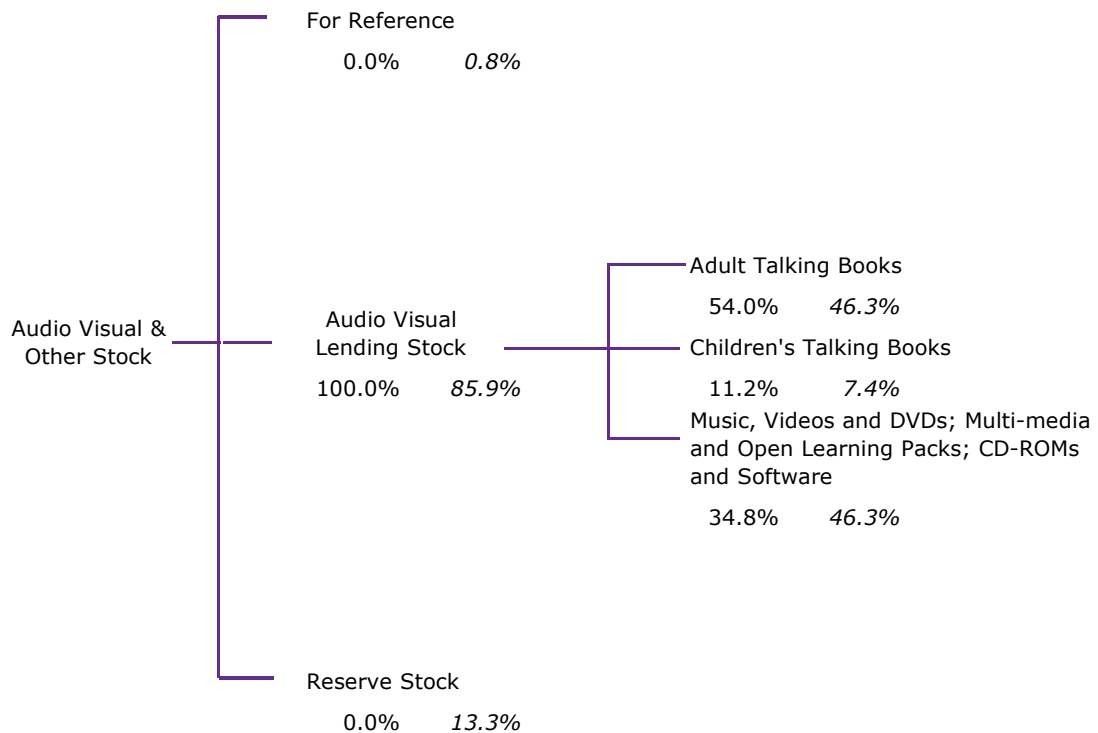 For Reference
0.0% 0.8%
Audio Visual &
Other Stock
Audio Visual
Lending Stock
100.0% 85.9%
Adult Talking Books
54.0% 46.3%
Children's Talking Books
11.2% 7.4%
Music, Videos and DVDs; Multi-media
and Open Learning Packs; CD-ROMs
and Software
34.8% 46.3%
Reserve Stock
0.0% 13.3%